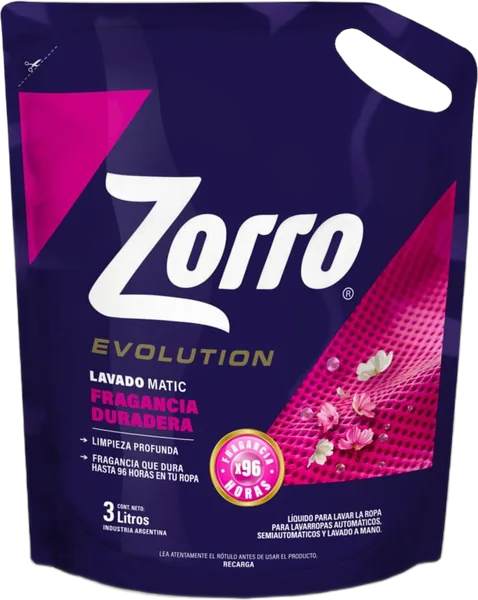 Zorro
®
EVOLUTION
LAVADO MATIC
FRAGANCIA
DURADERA
→ LIMPIEZA PROFUNDA
→ FRAGANCIA QUE DURA
HASTA 96 HORAS EN TU ROPA
FRAGANCIA
x96
HORAS
CONT. NETO:
3 Litros
INDUSTRIA ARGENTINA
LÍQUIDO PARA LAVAR LA ROPA
PARA LAVARROPAS AUTOMÁTICOS,
SEMIAUTOMÁTICOS Y LAVADO A MANO.
LEA ATENTAMENTE EL RÓTULO ANTES DE USAR EL PRODUCTO.
RECARGA